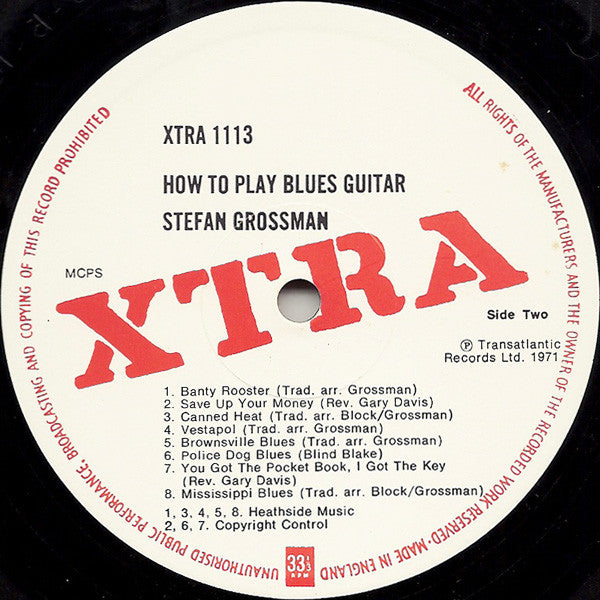 XTRA 1113
HOW TO PLAY BLUES GUITAR
STEFAN GROSSMAN
MCPS
XTRA
Side Two
Ⓟ Transatlantic
Records Ltd. 1971
1. Banty Rooster (Trad. arr. Grossman)
2. Save Up Your Money (Rev. Gary Davis)
3. Canned Heat (Trad. arr. Block/Grossman)
4. Vestapol (Trad. arr. Grossman)
5. Brownsville Blues (Trad. arr. Grossman)
6. Police Dog Blues (Blind Blake)
7. You Got The Pocket Book, I Got The Key
(Rev. Gary Davis)
8. Mississippi Blues (Trad. arr. Block/Grossman)
1, 3, 4, 5, 8. Heathside Music
2, 6, 7. Copyright Control
33⅓
RPM
ALL RIGHTS OF THE MANUFACTURERS AND THE OWNER OF THE RECORDED WORK RESERVED·MADE IN ENGLAND
UNAUTHORISED PUBLIC PERFORMANCE, BROADCASTING AND COPYING OF THIS RECORD PROHIBITED